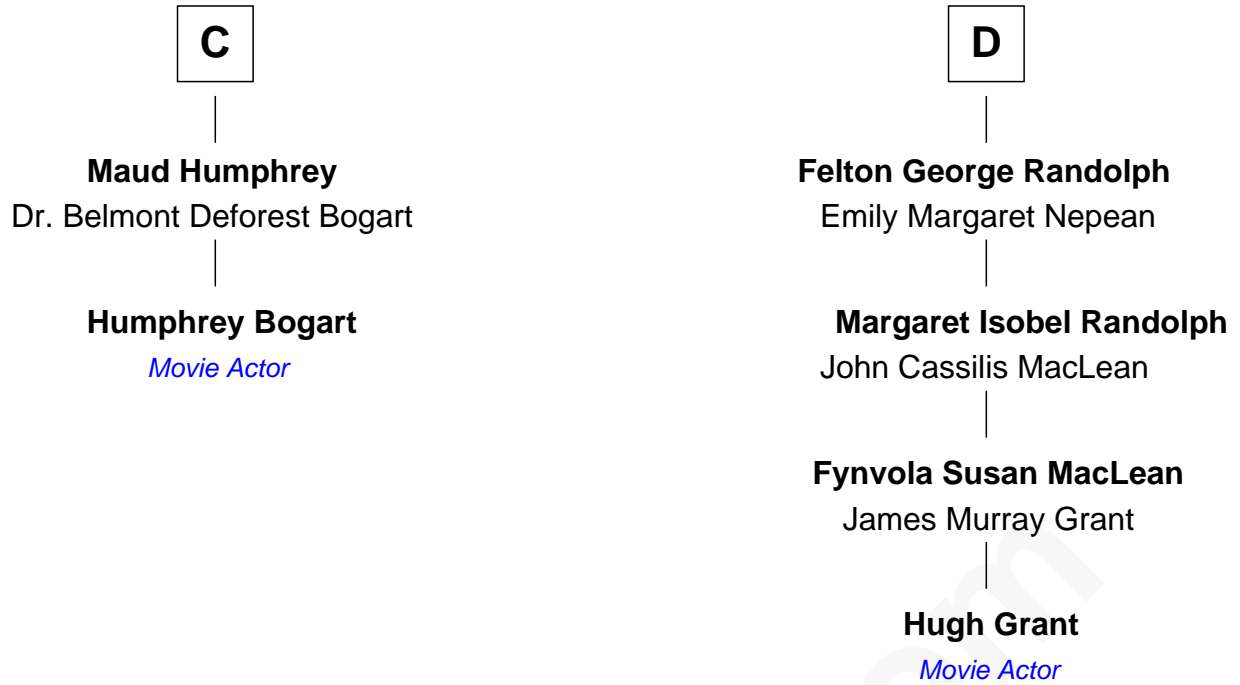 C
Maud Humphrey
Dr. Belmont Deforest Bogart
Humphrey Bogart
Movie Actor
D
Felton George Randolph
Emily Margaret Nepean
Margaret Isobel Randolph
John Cassilis MacLean
Fynvola Susan MacLean
James Murray Grant
Hugh Grant
Movie Actor